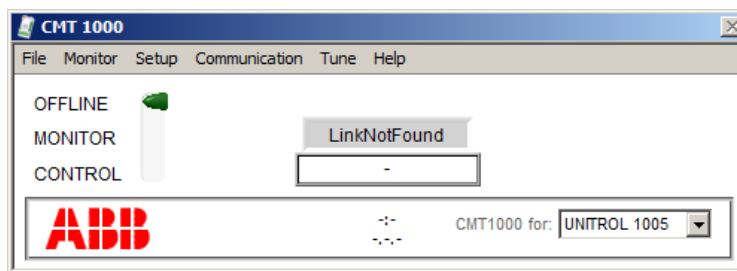 CMT 1000
File Monitor Setup Communication Tune Help
OFFLINE
MONITOR
CONTROL
LinkNotFound
-
ABB
-:-
-.-.-
CMT1000 for: UNITROL 1005